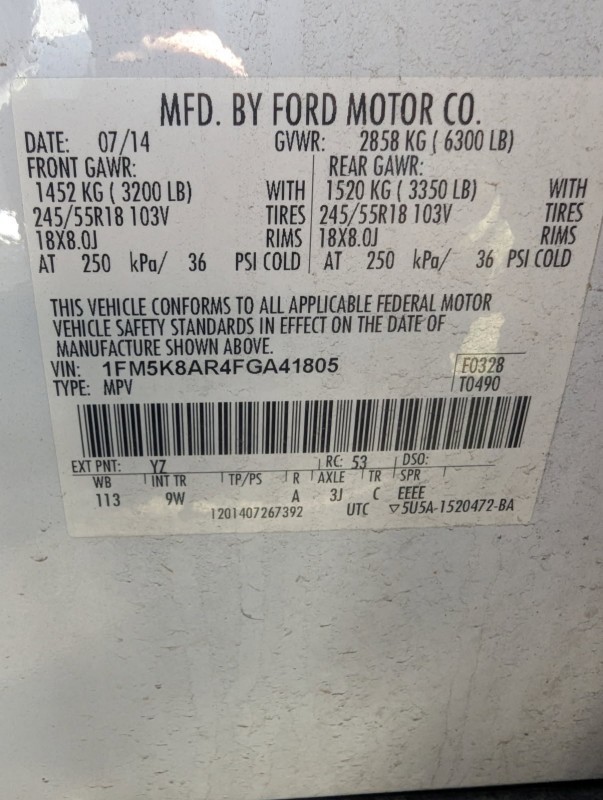 MFD. BY FORD MOTOR CO.
DATE: 07/14 GVWR: 2858 KG ( 6300 LB)
FRONT GAWR: REAR GAWR:
1452 KG ( 3200 LB) WITH 1520 KG ( 3350 LB) WITH
245/55R18 103V TIRES 245/55R18 103V TIRES
18X8.0J RIMS 18X8.0J RIMS
AT 250 kPa/ 36 PSI COLD AT 250 kPa/ 36 PSI COLD
THIS VEHICLE CONFORMS TO ALL APPLICABLE FEDERAL MOTOR
VEHICLE SAFETY STANDARDS IN EFFECT ON THE DATE OF
MANUFACTURE SHOWN ABOVE.
VIN: 1FM5K8AR4FGA41805 F0328
TYPE: MPV T0490
EXT PNT: YZ RC: 53 DSO:
WB INT TR TP/PS R AXLE TR SPR
113 9W A 3J C EEEE
1201407267392 UTC ▽5U5A-1520472-BA